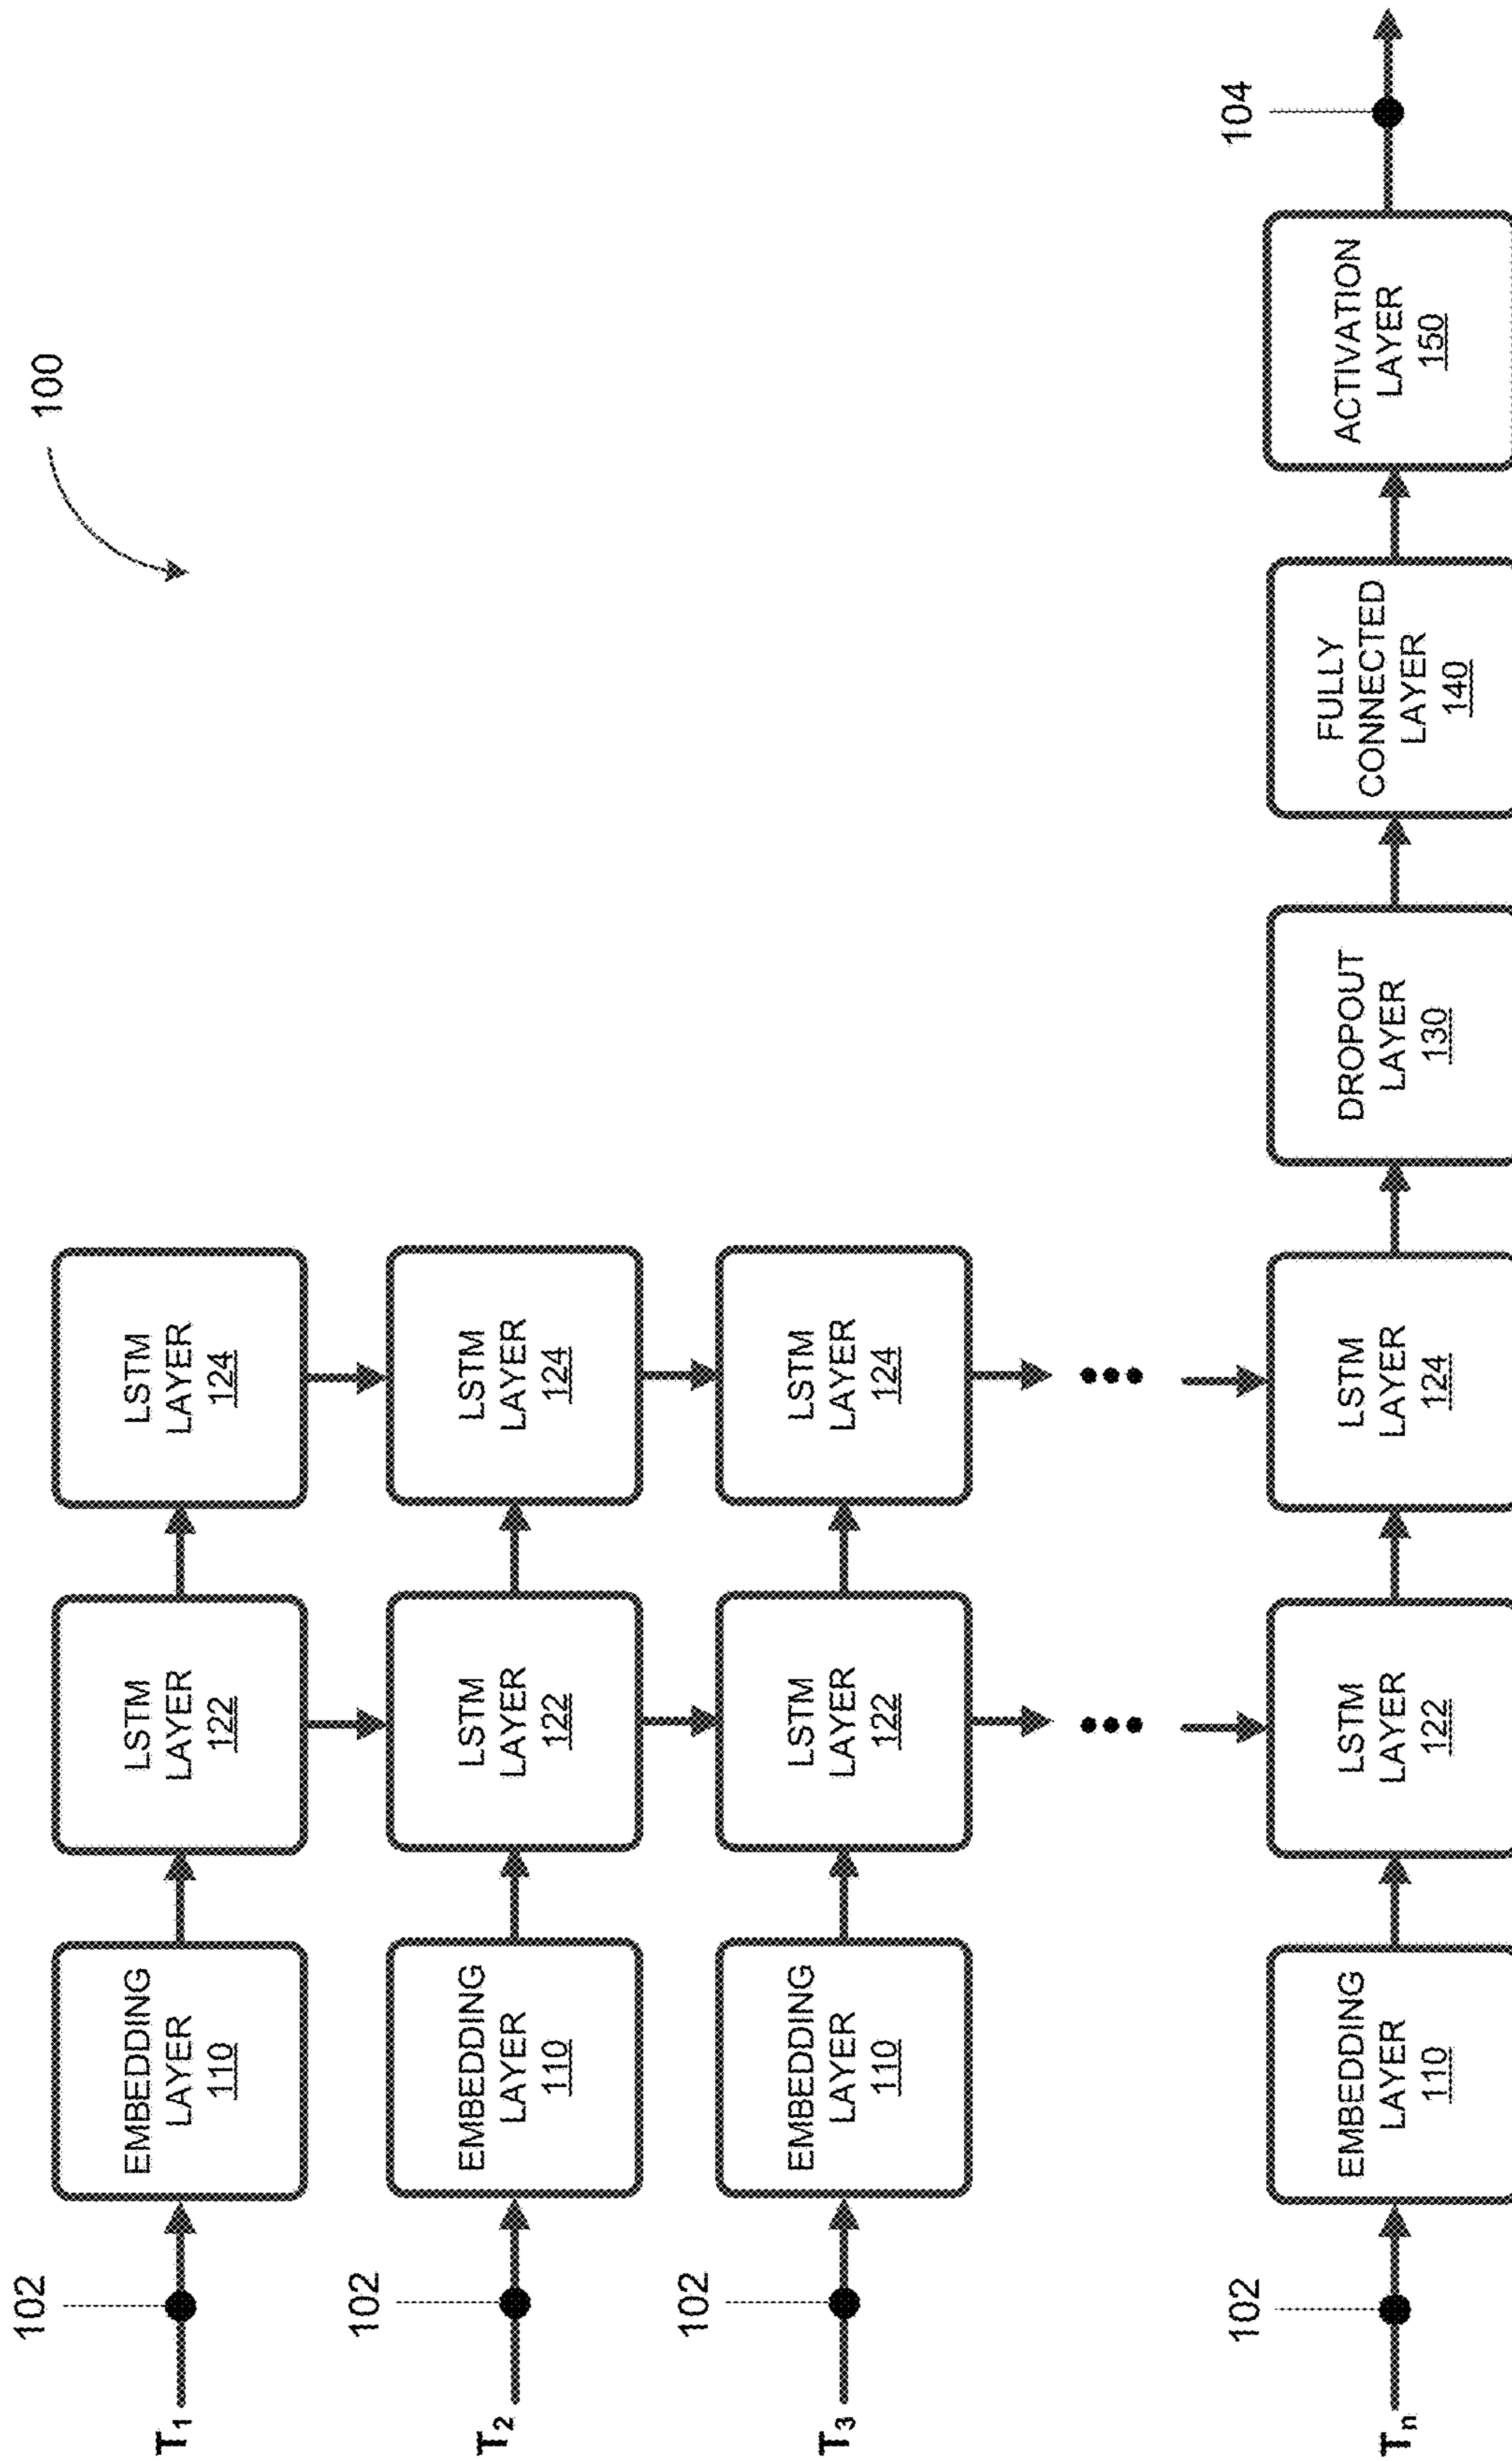 100
102
T1
EMBEDDING
LAYER
110
LSTM
LAYER
122
LSTM
LAYER
124
102
T2
EMBEDDING
LAYER
110
LSTM
LAYER
122
LSTM
LAYER
124
102
T3
EMBEDDING
LAYER
110
LSTM
LAYER
122
LSTM
LAYER
124
102
Tn
EMBEDDING
LAYER
110
LSTM
LAYER
122
LSTM
LAYER
124
DROPOUT
LAYER
130
FULLY
CONNECTED
LAYER
140
ACTIVATION
LAYER
150
104